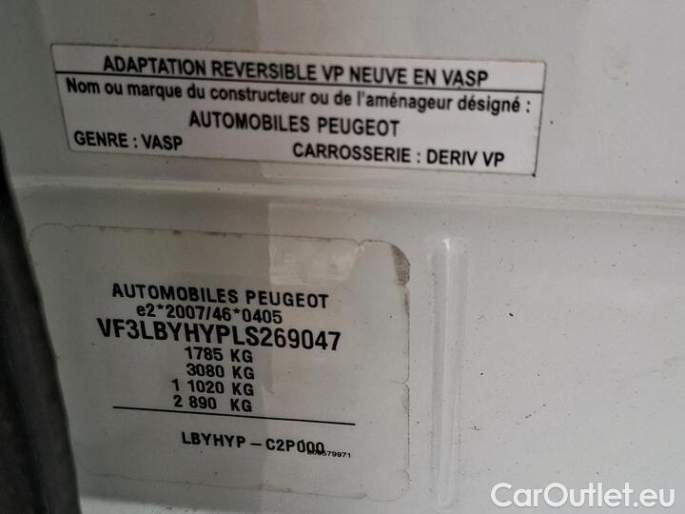 ADAPTATION REVERSIBLE VP NEUVE EN VASP
Nom ou marque du constructeur ou de l'aménageur désigné :
AUTOMOBILES PEUGEOT
GENRE : VASP CARROSSERIE : DERIV VP
AUTOMOBILES PEUGEOT
e2*2007/46*0405
VF3LBYHYPLS269047
1785 KG
3080 KG
1 1020 KG
2 890 KG
LBYHYP - C2P000
CarOutlet.eu